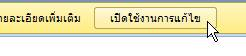 ยละเอียดเพิ่มเติม เปิดใช้งานการแก้ไข